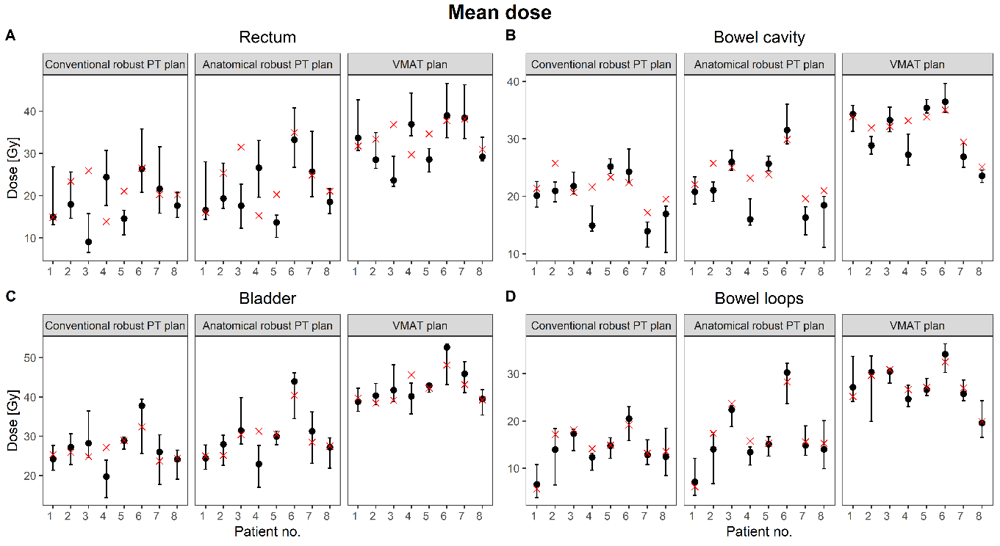 Mean dose
A
Rectum
B
Bowel cavity
Conventional robust PT plan
Anatomical robust PT plan
VMAT plan
Conventional robust PT plan
Anatomical robust PT plan
VMAT plan
Dose [Gy]
40
30
20
10
40
30
20
10
1 2 3 4 5 6 7 8
1 2 3 4 5 6 7 8
1 2 3 4 5 6 7 8
1 2 3 4 5 6 7 8
1 2 3 4 5 6 7 8
1 2 3 4 5 6 7 8
C
Bladder
D
Bowel loops
Conventional robust PT plan
Anatomical robust PT plan
VMAT plan
Conventional robust PT plan
Anatomical robust PT plan
VMAT plan
Dose [Gy]
50
40
30
20
30
20
10
1 2 3 4 5 6 7 8
1 2 3 4 5 6 7 8
1 2 3 4 5 6 7 8
1 2 3 4 5 6 7 8
1 2 3 4 5 6 7 8
1 2 3 4 5 6 7 8
Patient no.
Patient no.